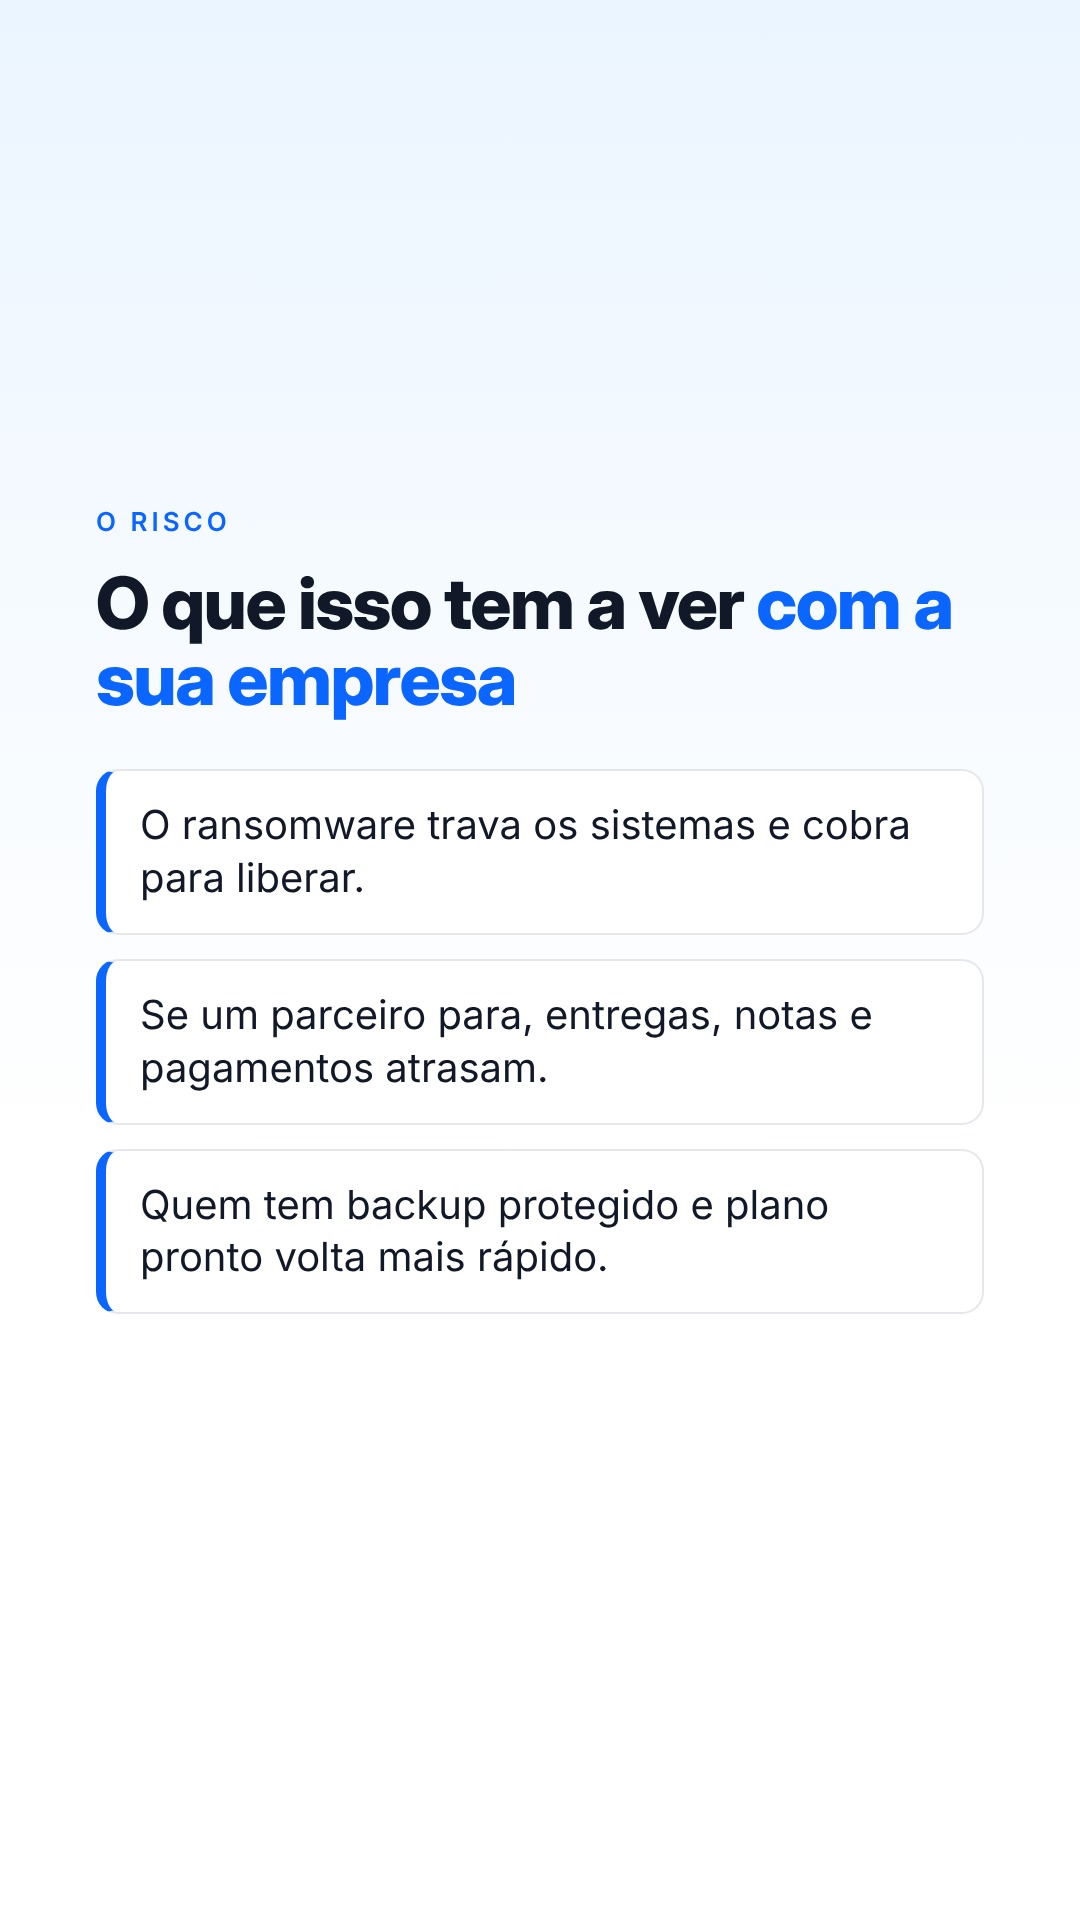 O RISCO
O que isso tem a ver com a
sua empresa
O ransomware trava os sistemas e cobra
para liberar.
Se um parceiro para, entregas, notas e
pagamentos atrasam.
Quem tem backup protegido e plano
pronto volta mais rápido.